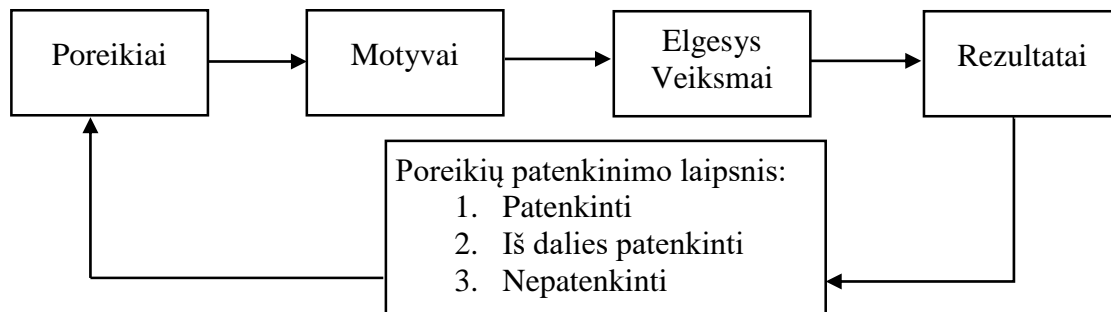 Poreikiai
Motyvai
Elgesys
Veiksmai
Rezultatai
Poreikių patenkinimo laipsnis:
1. Patenkinti
2. Iš dalies patenkinti
3. Nepatenkinti